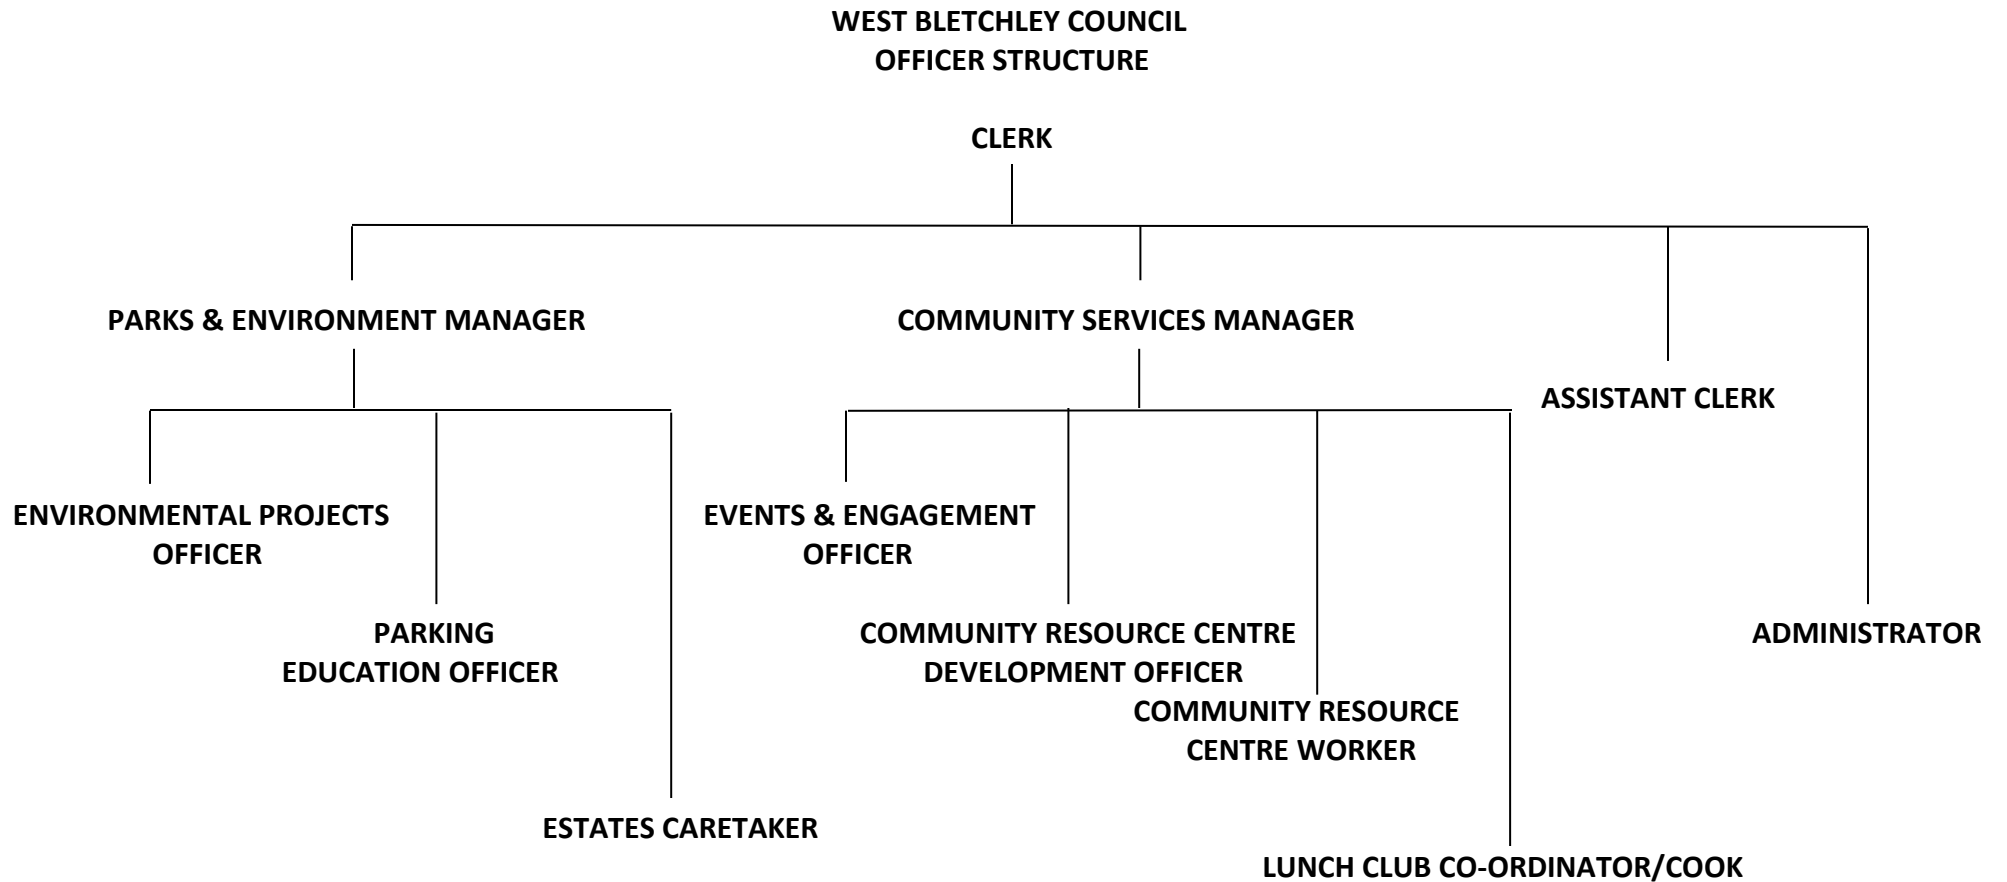 WEST BLETCHLEY COUNCIL
OFFICER STRUCTURE
CLERK
PARKS & ENVIRONMENT MANAGER
COMMUNITY SERVICES MANAGER
ASSISTANT CLERK
ENVIRONMENTAL PROJECTS
OFFICER
EVENTS & ENGAGEMENT
OFFICER
PARKING
EDUCATION OFFICER
COMMUNITY RESOURCE CENTRE
DEVELOPMENT OFFICER
ADMINISTRATOR
COMMUNITY RESOURCE
CENTRE WORKER
ESTATES CARETAKER
LUNCH CLUB CO-ORDINATOR/COOK